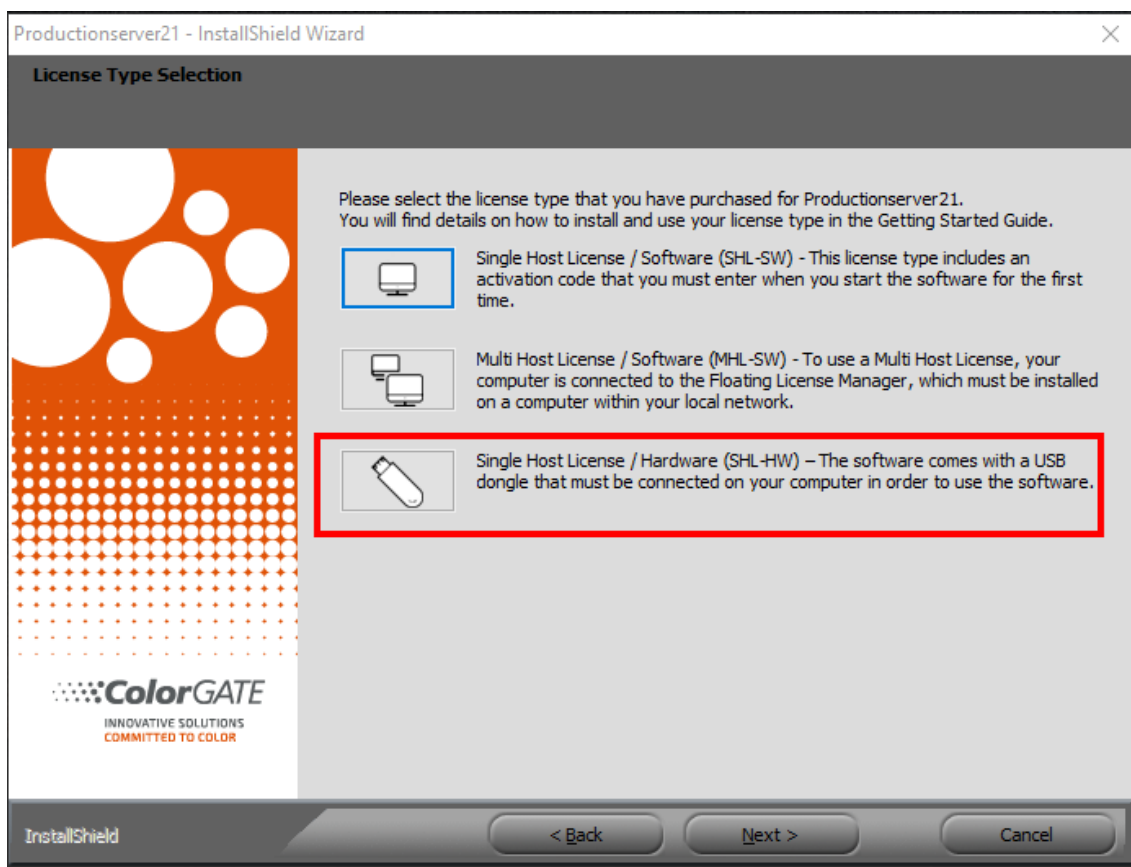 Productionserver21 - InstallShield Wizard
License Type Selection
Please select the license type that you have purchased for Productionserver21.
You will find details on how to install and use your license type in the Getting Started Guide.
Single Host License / Software (SHL-SW) - This license type includes an
activation code that you must enter when you start the software for the first
time.
Multi Host License / Software (MHL-SW) - To use a Multi Host License, your
computer is connected to the Floating License Manager, which must be installed
on a computer within your local network.
Single Host License / Hardware (SHL-HW) – The software comes with a USB
dongle that must be connected on your computer in order to use the software.
ColorGATE
INNOVATIVE SOLUTIONS
COMMITTED TO COLOR
InstallShield
< Back
Next >
Cancel